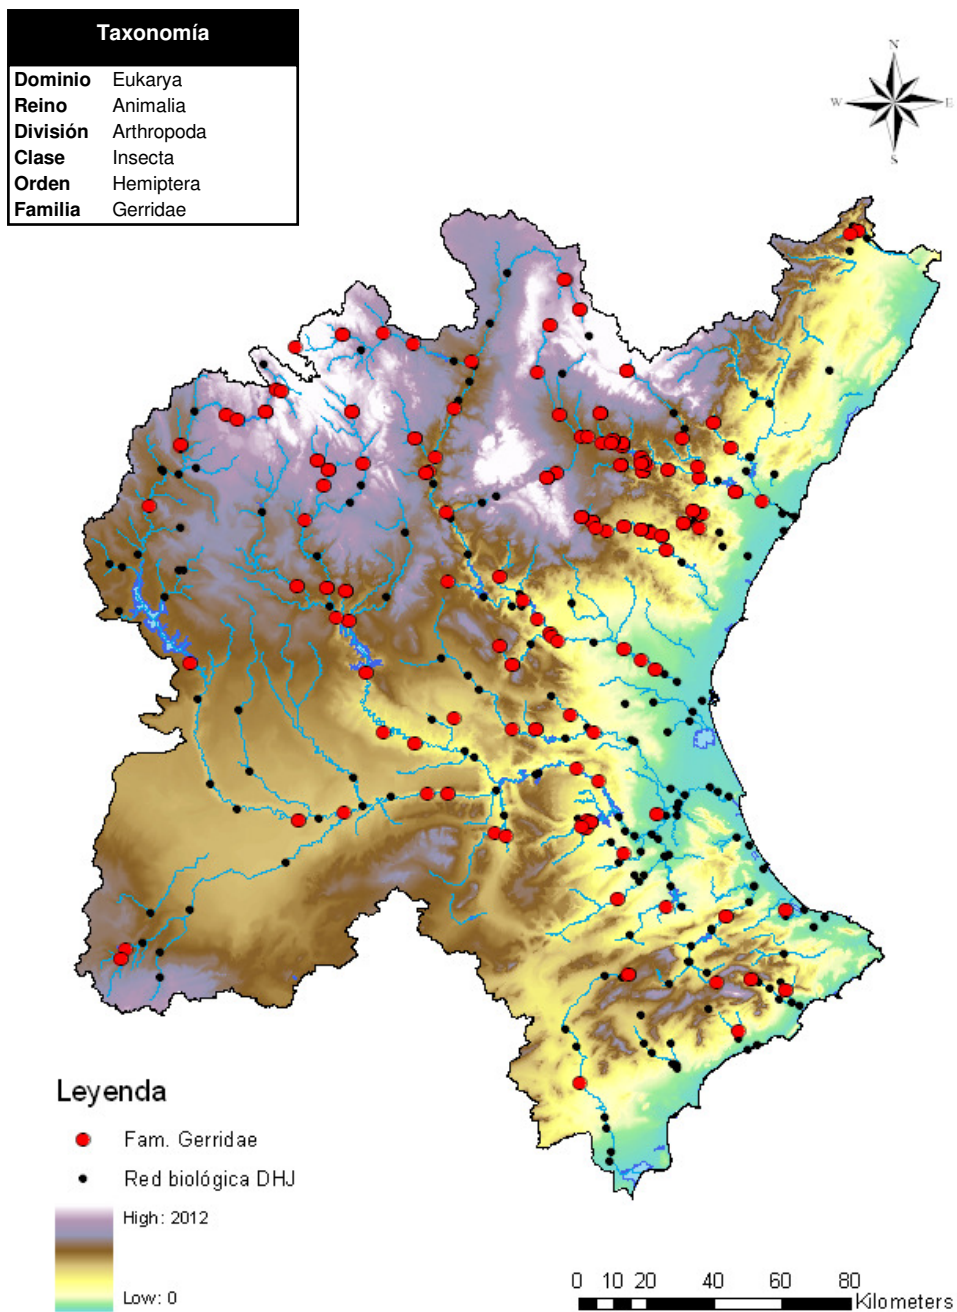 Taxonomía
Dominio Eukarya
Reino Animalia
División Arthropoda
Clase Insecta
Orden Hemiptera
Familia Gerridae
N
W E
S
Leyenda
Fam. Gerridae
Red biológica DHJ
High: 2012
Low: 0
0 10 20 40 60 80
Kilometers